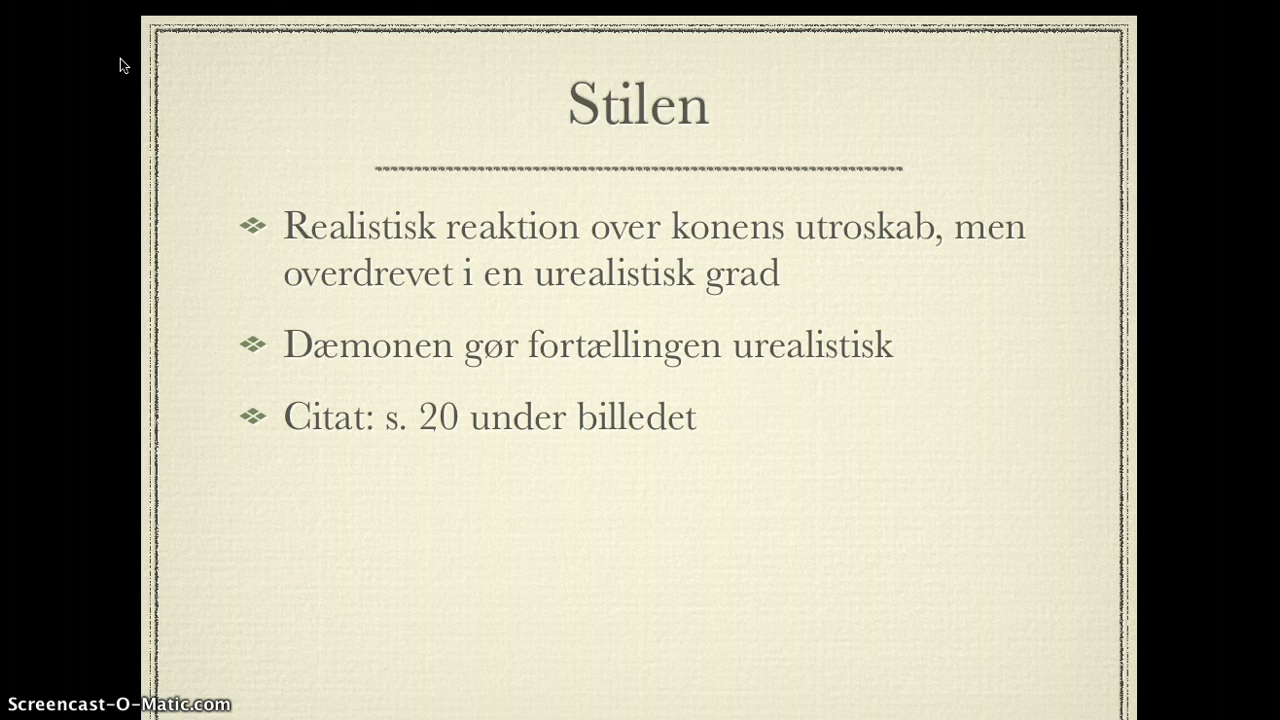 Stilen
Realistisk reaktion over konens utroskab, men
overdrevet i en urealistisk grad
Dæmonen gør fortællingen urealistisk
Citat: s. 20 under billedet
Screencast-O-Matic.com